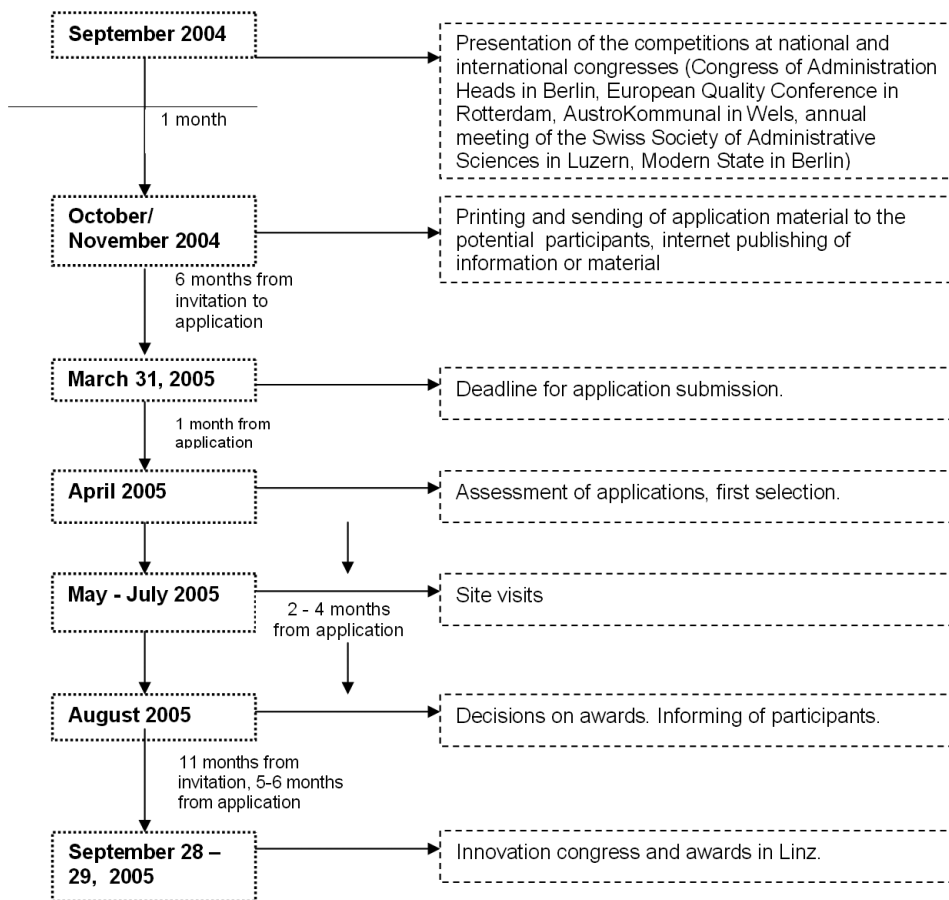 September 2004
Presentation of the competitions at national and
international congresses (Congress of Administration
Heads in Berlin, European Quality Conference in
Rotterdam, AustroKommunal in Wels, annual
meeting of the Swiss Society of Administrative
Sciences in Luzern, Modern State in Berlin)
1 month
October/
November 2004
Printing and sending of application material to the
potential participants, internet publishing of
information or material
6 months from
invitation to
application
March 31, 2005
Deadline for application submission.
1 month from
application
April 2005
Assessment of applications, first selection.
May - July 2005
Site visits
2 - 4 months
from application
August 2005
Decisions on awards. Informing of participants.
11 months from
invitation, 5-6 months
from application
September 28 –
29, 2005
Innovation congress and awards in Linz.